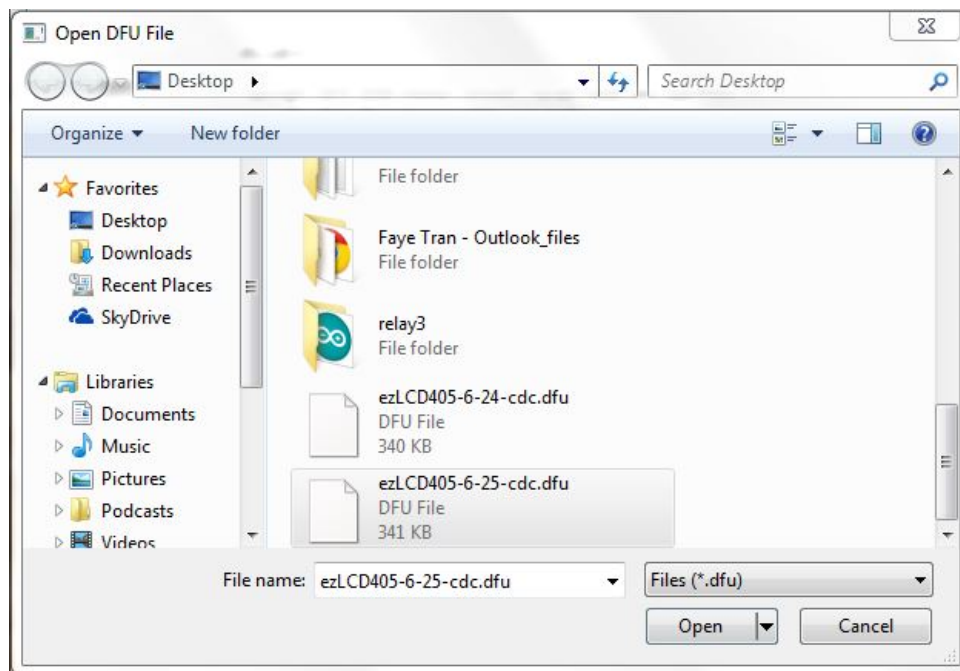 Open DFU File
Desktop
Search Desktop
Organize
New folder
Favorites
Desktop
Downloads
Recent Places
SkyDrive
Libraries
Documents
Music
Pictures
Podcasts
Videos
File folder
Faye Tran - Outlook_files
File folder
relay3
File folder
ezLCD405-6-24-cdc.dfu
DFU File
340 KB
ezLCD405-6-25-cdc.dfu
DFU File
341 KB
File name: ezLCD405-6-25-cdc.dfu
Files (*.dfu)
Open
Cancel